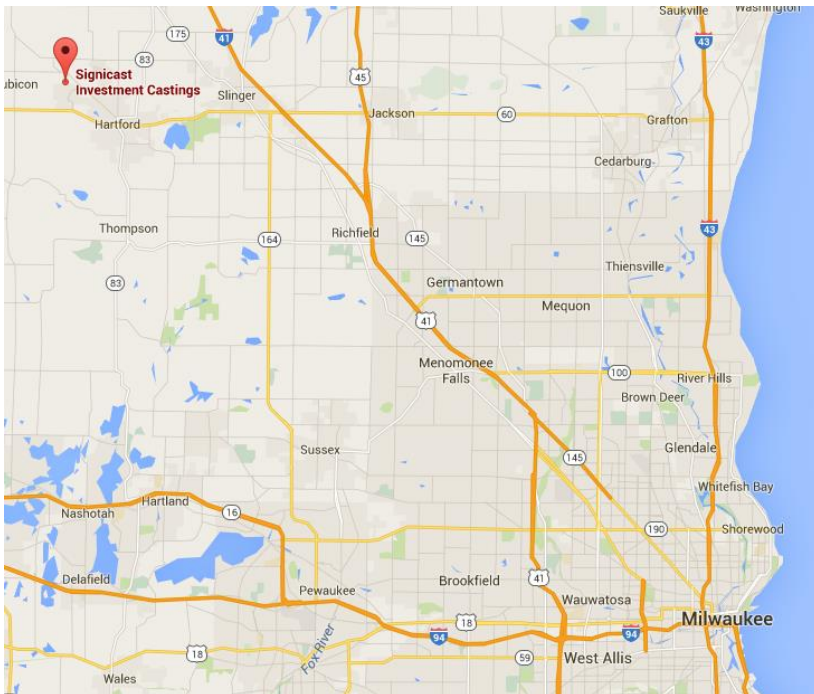 Saukville
Washington
175
41
43
83
45
Signicast
Investment Castings
ubicon
Slinger
Hartford
Jackson
60
Grafton
Cedarburg
Thompson
164
Richfield
145
43
83
Thiensville
Germantown
Mequon
41
Menomonee
Falls
100
River Hills
Brown Deer
Sussex
145
Glendale
Whitefish Bay
Hartland
Nashotah
16
190
Shorewood
Delafield
Pewaukee
Brookfield
41
Wauwatosa
Milwaukee
18
94
94
Fox River
18
59
West Allis
Wales